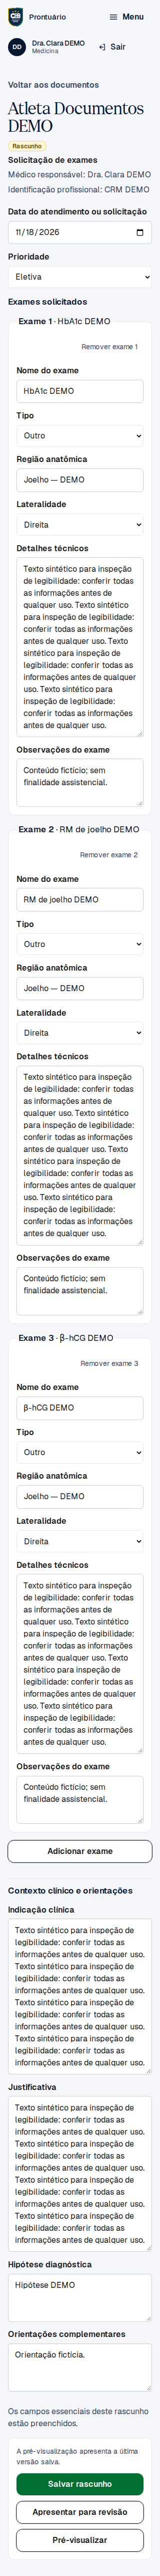 CB
Prontuário
Menu
DD
Dra. Clara DEMO
Medicina
Sair
Voltar aos documentos
Atleta Documentos
DEMO
Rascunho
Solicitação de exames
Médico responsável: Dra. Clara DEMO
Identificação profissional: CRM DEMO
Data do atendimento ou solicitação
11/18/2026
Prioridade
Eletiva
Exames solicitados
Exame 1 · HbA1c DEMO
Remover exame 1
Nome do exame
HbA1c DEMO
Tipo
Outro
Região anatômica
Joelho — DEMO
Lateralidade
Direita
Detalhes técnicos
Texto sintético para inspeção
de legibilidade: conferir todas
as informações antes de
qualquer uso. Texto sintético
para inspeção de legibilidade:
conferir todas as informações
antes de qualquer uso. Texto
sintético para inspeção de
legibilidade: conferir todas as
informações antes de qualquer
uso. Texto sintético para
inspeção de legibilidade:
conferir todas as informações
antes de qualquer uso.
Observações do exame
Conteúdo fictício; sem
finalidade assistencial.
Exame 2 · RM de joelho DEMO
Remover exame 2
Nome do exame
RM de joelho DEMO
Tipo
Outro
Região anatômica
Joelho — DEMO
Lateralidade
Direita
Detalhes técnicos
Texto sintético para inspeção
de legibilidade: conferir todas
as informações antes de
qualquer uso. Texto sintético
para inspeção de legibilidade:
conferir todas as informações
antes de qualquer uso. Texto
sintético para inspeção de
legibilidade: conferir todas as
informações antes de qualquer
uso. Texto sintético para
inspeção de legibilidade:
conferir todas as informações
antes de qualquer uso.
Observações do exame
Conteúdo fictício; sem
finalidade assistencial.
Exame 3 · β-hCG DEMO
Remover exame 3
Nome do exame
β-hCG DEMO
Tipo
Outro
Região anatômica
Joelho — DEMO
Lateralidade
Direita
Detalhes técnicos
Texto sintético para inspeção
de legibilidade: conferir todas
as informações antes de
qualquer uso. Texto sintético
para inspeção de legibilidade:
conferir todas as informações
antes de qualquer uso. Texto
sintético para inspeção de
legibilidade: conferir todas as
informações antes de qualquer
uso. Texto sintético para
inspeção de legibilidade:
conferir todas as informações
antes de qualquer uso.
Observações do exame
Conteúdo fictício; sem
finalidade assistencial.
Adicionar exame
Contexto clínico e orientações
Indicação clínica
Texto sintético para inspeção de
legibilidade: conferir todas as
informações antes de qualquer uso.
Texto sintético para inspeção de
legibilidade: conferir todas as
informações antes de qualquer uso.
Texto sintético para inspeção de
legibilidade: conferir todas as
informações antes de qualquer uso.
Texto sintético para inspeção de
legibilidade: conferir todas as
informações antes de qualquer uso.
Justificativa
Texto sintético para inspeção de
legibilidade: conferir todas as
informações antes de qualquer uso.
Texto sintético para inspeção de
legibilidade: conferir todas as
informações antes de qualquer uso.
Texto sintético para inspeção de
legibilidade: conferir todas as
informações antes de qualquer uso.
Texto sintético para inspeção de
legibilidade: conferir todas as
informações antes de qualquer uso.
Hipótese diagnóstica
Hipótese DEMO
Orientações complementares
Orientação fictícia.
Os campos essenciais deste rascunho
estão preenchidos.
A pré-visualização apresenta a última
versão salva.
Salvar rascunho
Apresentar para revisão
Pré-visualizar